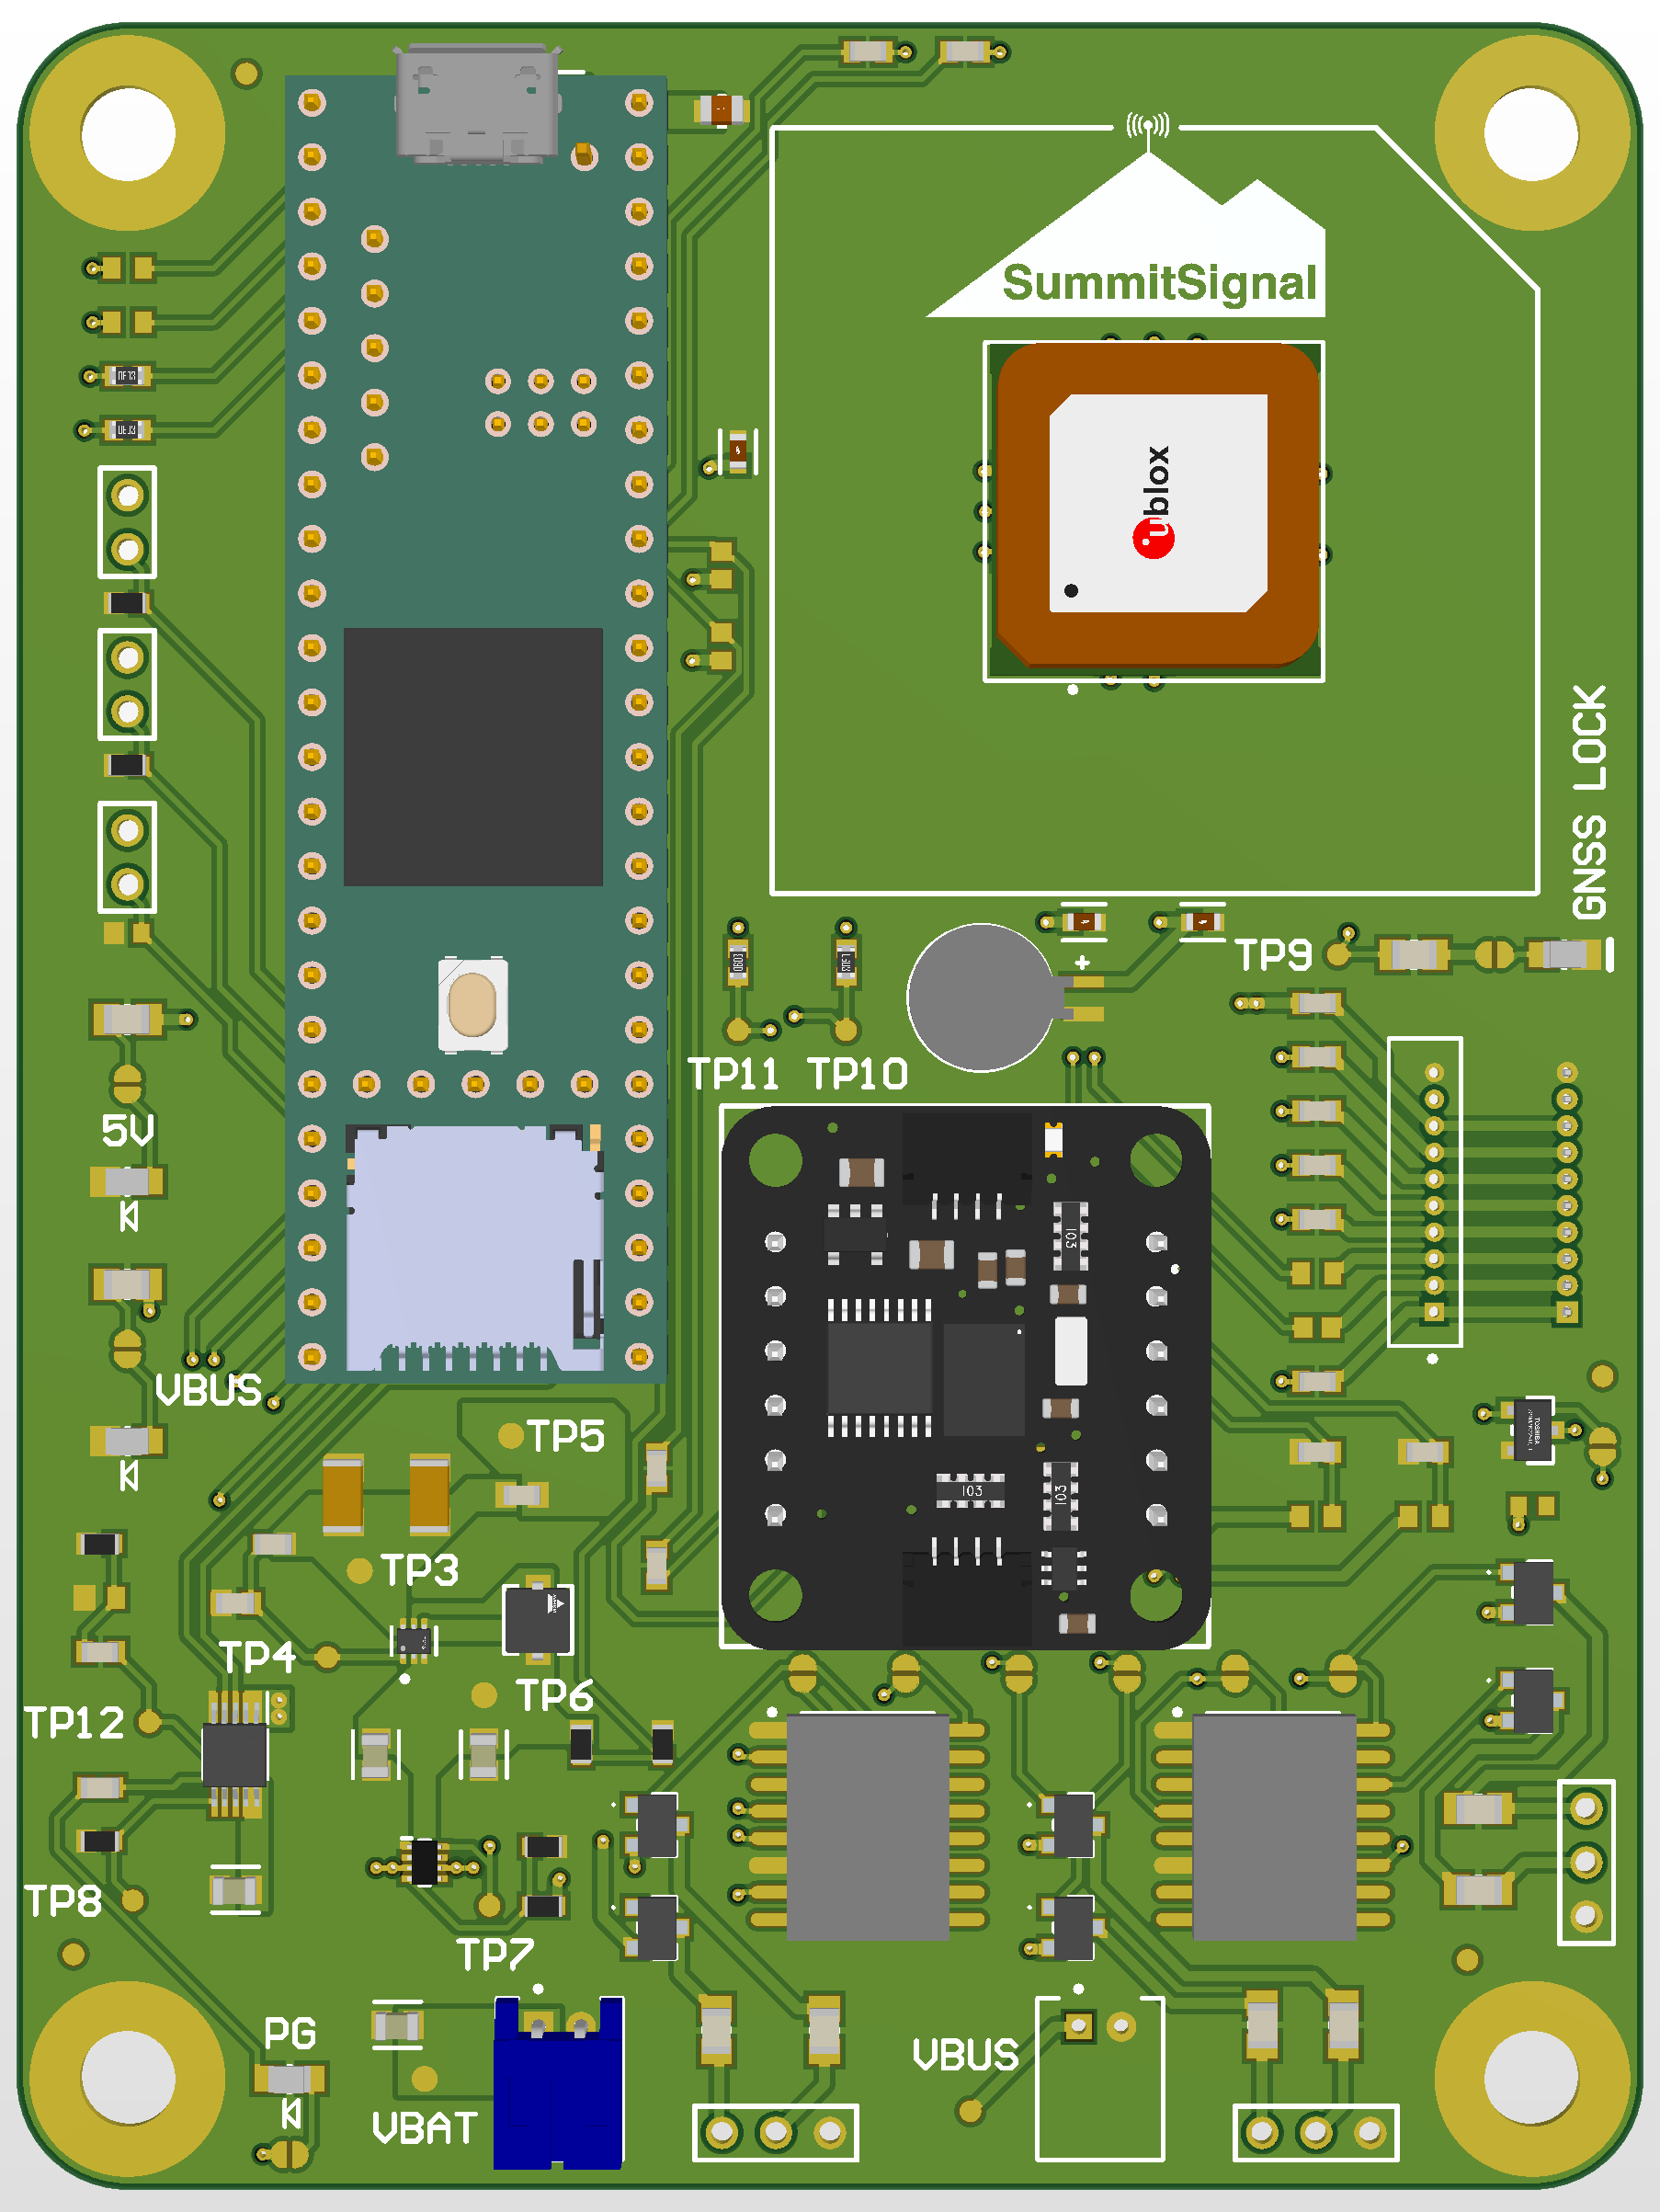 SummitSignal
ublox
GNSS LOCK
TP9
+
TP11
TP10
5V
VBUS
TP5
TP3
TP4
TP6
TP12
TP8
TP7
PG
VBAT
VBUS
103
103
103